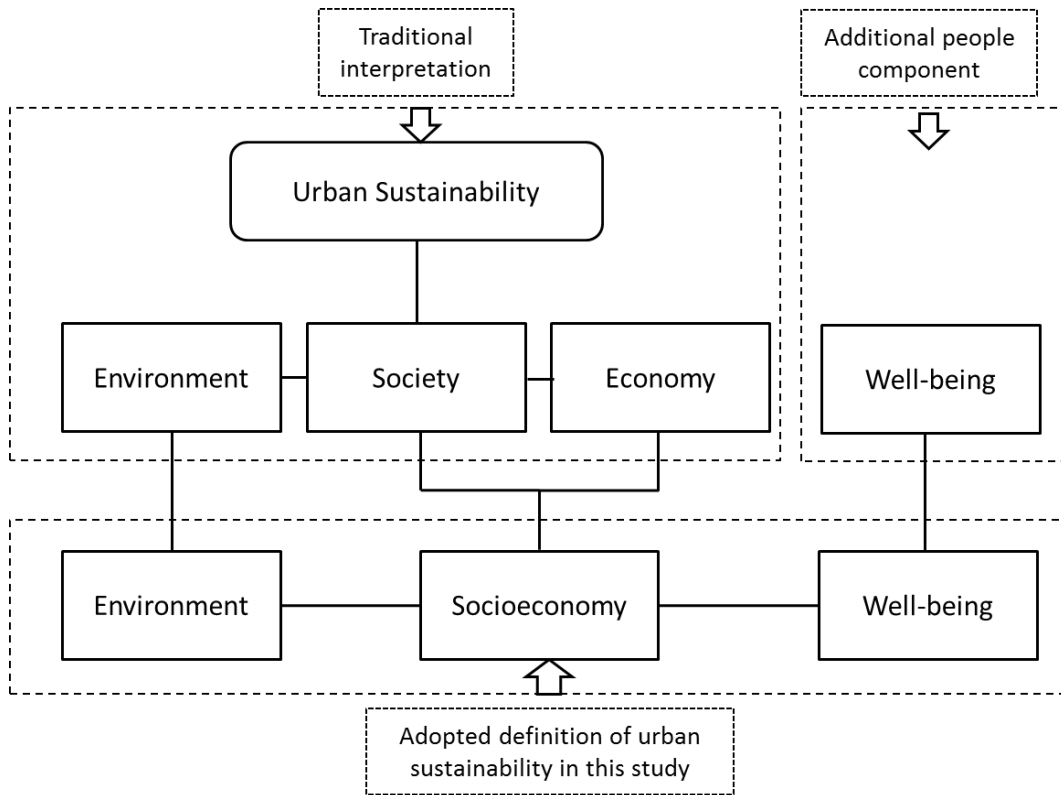 Traditional
interpretation
Additional people
component
Urban Sustainability
Environment
Society
Economy
Well-being
Environment
Socioeconomy
Well-being
Adopted definition of urban
sustainability in this study